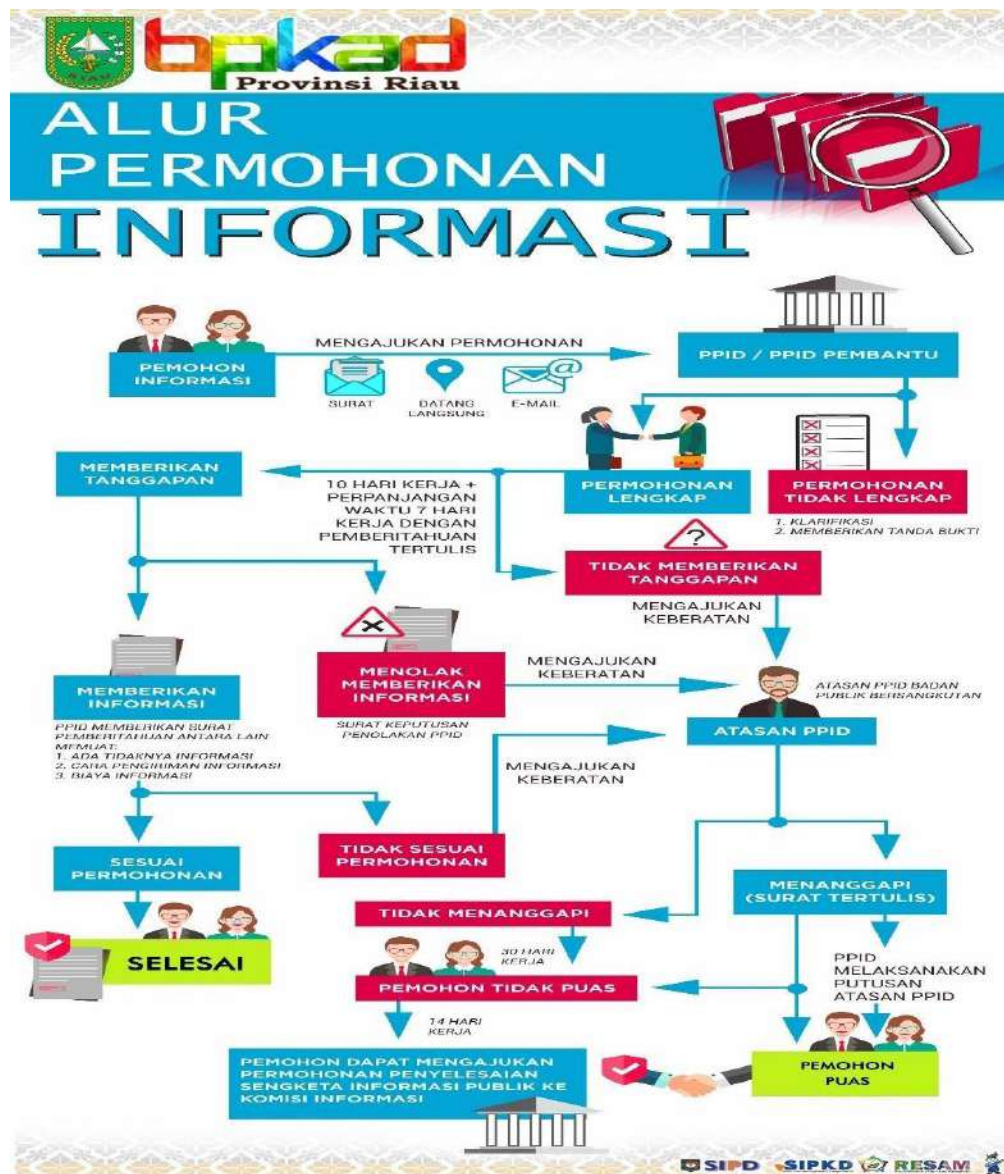 RIAU
bpkad
Provinsi Riau
ALUR
PERMOHONAN
INFORMASI
PEMOHON
INFORMASI
MENGAJUKAN PERMOHONAN
SURAT
DATANG
LANGSUNG
E-MAIL
PPID / PPID PEMBANTU
MEMBERIKAN
TANGGAPAN
10 HARI KERJA +
PERPANJANGAN
WAKTU 7 HARI
KERJA DENGAN
PEMBERITAHUAN
TERTULIS
PERMOHONAN
LENGKAP
PERMOHONAN
TIDAK LENGKAP
1. KLARIFIKASI
2. MEMBERIKAN TANDA BUKTI
?
TIDAK MEMBERIKAN
TANGGAPAN
MENGAJUKAN
KEBERATAN
MEMBERIKAN
INFORMASI
PPID MEMBERIKAN SURAT
PEMBERITAHUAN ANTARA LAIN
MEMUAT:
1. ADA TIDAKNYA INFORMASI
2. CARA PENGIRIMAN INFORMASI
3. BIAYA INFORMASI
MENOLAK
MEMBERIKAN
INFORMASI
SURAT KEPUTUSAN
PENOLAKAN PPID
MENGAJUKAN
KEBERATAN
ATASAN PPID BADAN
PUBLIK BERSANGKUTAN
ATASAN PPID
MENGAJUKAN
KEBERATAN
SESUAI
PERMOHONAN
TIDAK SESUAI
PERMOHONAN
SELESAI
TIDAK MENANGGAPI
MENANGGAPI
(SURAT TERTULIS)
30 HARI
KERJA
PEMOHON TIDAK PUAS
PPID
MELAKSANAKAN
PUTUSAN
ATASAN PPID
14 HARI
KERJA
PEMOHON DAPAT MENGAJUKAN
PERMOHONAN PENYELESAIAN
SENGKETA INFORMASI PUBLIK KE
KOMISI INFORMASI
PEMOHON
PUAS
SIPD SIPKD RESAM